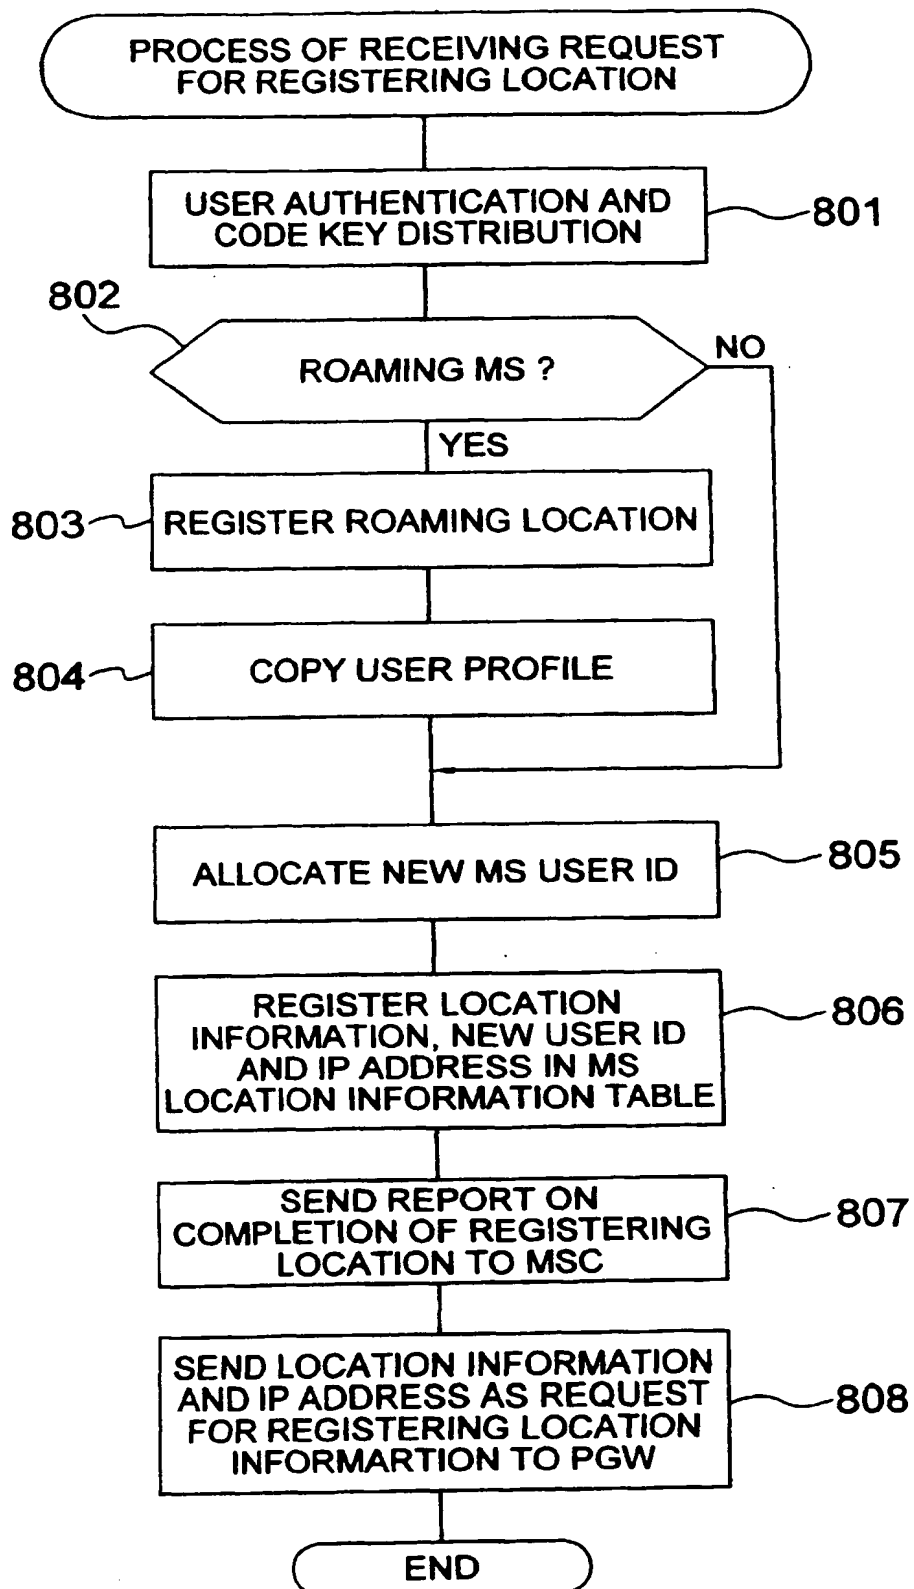 PROCESS OF RECEIVING REQUEST
FOR REGISTERING LOCATION
USER AUTHENTICATION AND
CODE KEY DISTRIBUTION
801
802
ROAMING MS ?
NO
YES
803
REGISTER ROAMING LOCATION
804
COPY USER PROFILE
ALLOCATE NEW MS USER ID
805
REGISTER LOCATION
INFORMATION, NEW USER ID
AND IP ADDRESS IN MS
LOCATION INFORMATION TABLE
806
SEND REPORT ON
COMPLETION OF REGISTERING
LOCATION TO MSC
807
SEND LOCATION INFORMATION
AND IP ADDRESS AS REQUEST
FOR REGISTERING LOCATION
INFORMARTION TO PGW
808
END